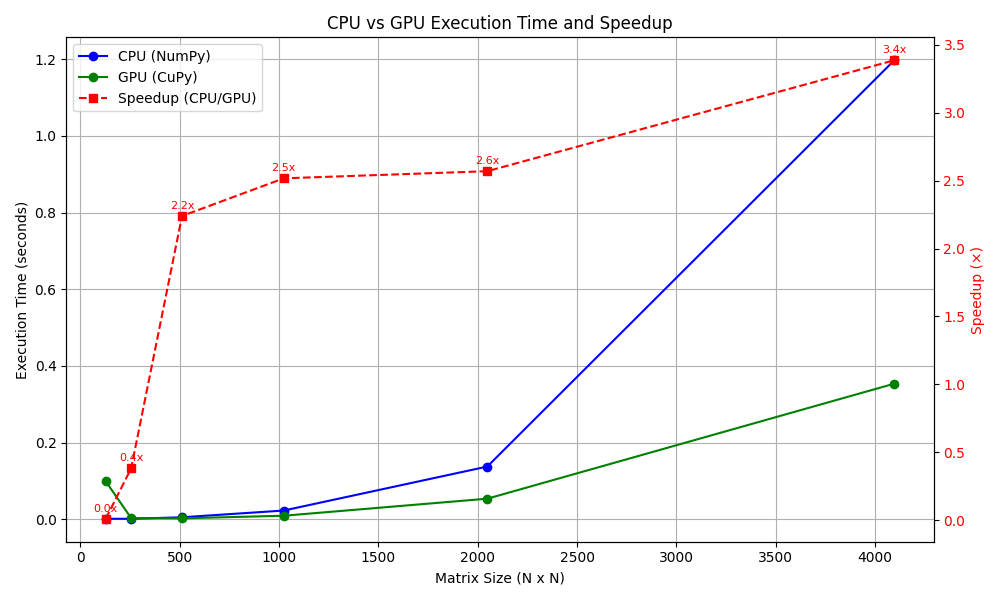 CPU vs GPU Execution Time and Speedup
CPU (NumPy)
GPU (CuPy)
Speedup (CPU/GPU)
Execution Time (seconds)
1.2
1.0
0.8
0.6
0.4
0.2
0.0
0.0x
0.4x
2.2x
2.5x
2.6x
3.4x
3.5
3.0
2.5
2.0
1.5
1.0
0.5
0.0
Speedup (×)
0 500 1000 1500 2000 2500 3000 3500 4000
Matrix Size (N x N)